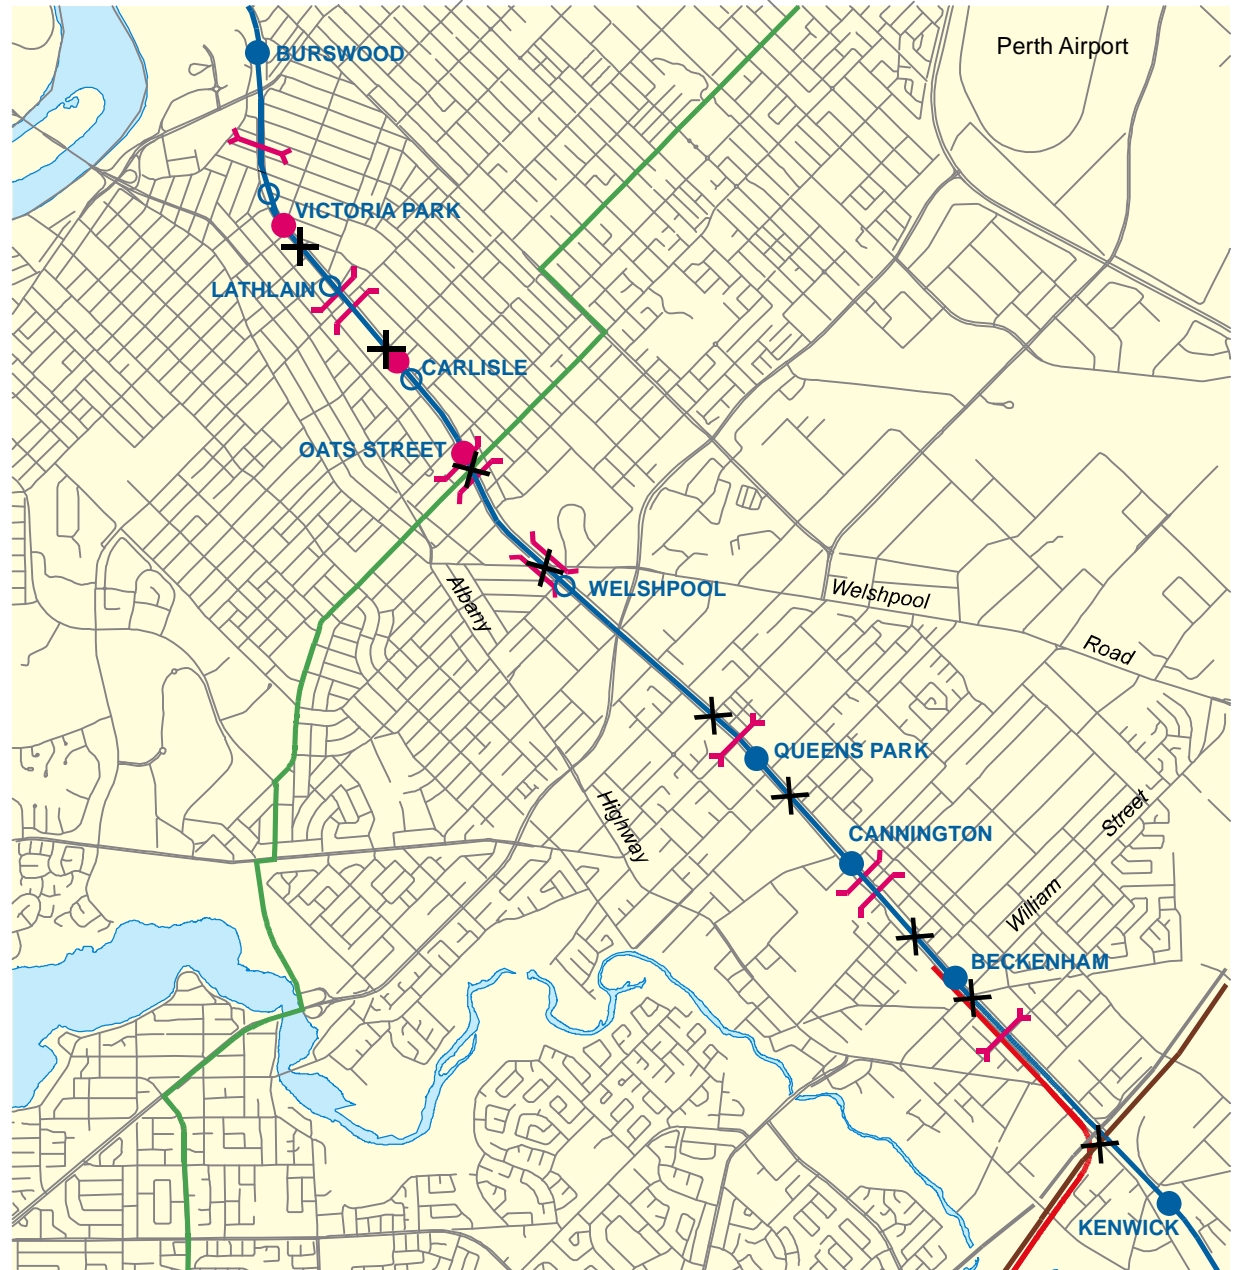 Perth Airport
BURSWOOD
VICTORIA PARK
LATHLAIN
CARLISLE
OATS STREET
WELSHPOOL
Welshpool
Albany
Road
QUEENS PARK
Highway
Street
CANNINGTON
William
BECKENHAM
KENWICK